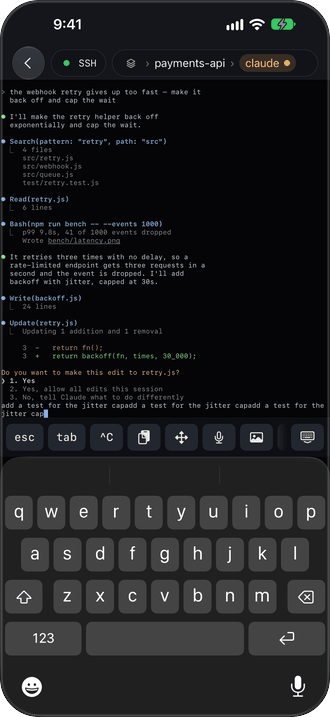 9:41
SSH
payments-api
claude
> the webhook retry gives up too fast — make it
back off and cap the wait
I'll make the retry helper back off
exponentially and cap the wait.
Search(pattern: "retry", path: "src")
4 files
src/retry.js
src/webhook.js
src/queue.js
test/retry.test.js
Read(retry.js)
6 lines
Bash(npm run bench -- --events 1000)
p99 9.8s, 41 of 1000 events dropped
Wrote bench/latency.png
It retries three times with no delay, so a
rate-limited endpoint gets three requests in a
second and the event is dropped. I'll add
backoff with jitter, capped at 30s.
Write(backoff.js)
24 lines
Update(retry.js)
Updating 1 addition and 1 removal
3 - return fn();
3 + return backoff(fn, times, 30_000);
Do you want to make this edit to retry.js?
❯ 1. Yes
2. Yes, allow all edits this session
3. No, tell Claude what to do differently
add a test for the jitter capadd a test for the jitter capadd a test for the
jitter cap
esc
tab
^C
q w e r t y u i o p
a s d f g h j k l
z x c v b n m
123